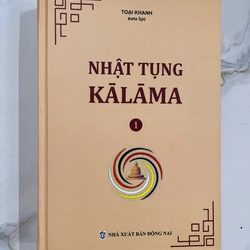 TOẠI KHANH
sưu lục
NHẬT TỤNG
KĀLĀMA
1
NHÀ XUẤT BẢN ĐỒNG NAI